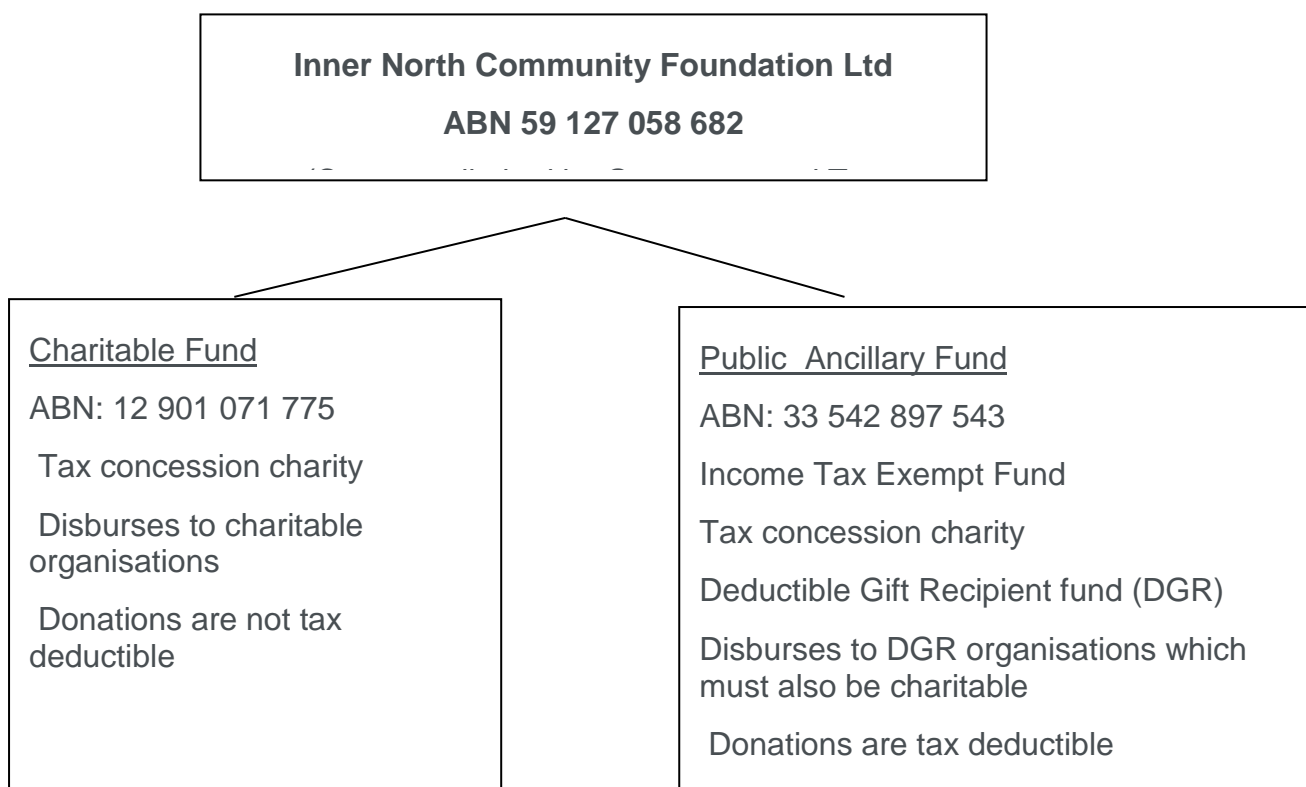 Inner North Community Foundation Ltd
ABN 59 127 058 682
Charitable Fund
ABN: 12 901 071 775
Tax concession charity
Disburses to charitable
organisations
Donations are not tax
deductible
Public Ancillary Fund
ABN: 33 542 897 543
Income Tax Exempt Fund
Tax concession charity
Deductible Gift Recipient fund (DGR)
Disburses to DGR organisations which
must also be charitable
Donations are tax deductible